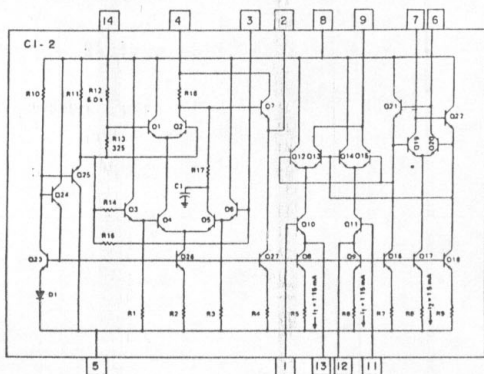 14 4 3 2 8 9 7 6
CI-2
R10
R11
R12
R18
Q7
Q21
Q22
R13
325
Q1
Q2
Q19
Q20
Q12
Q13
Q14
Q15
R17
Q25
C1
Q24
R14
Q3
Q4
Q5
Q6
R16
Q10
Q11
Q23
Q26
Q27
Q8
Q9
Q16
Q17
Q18
D1
R1
R2
R3
R4
R5
I1 = 1.15 mA
R6
I1 = 1.15 mA
R7
R8
I2 = 1.15 mA
R9
5 1 13 12 11